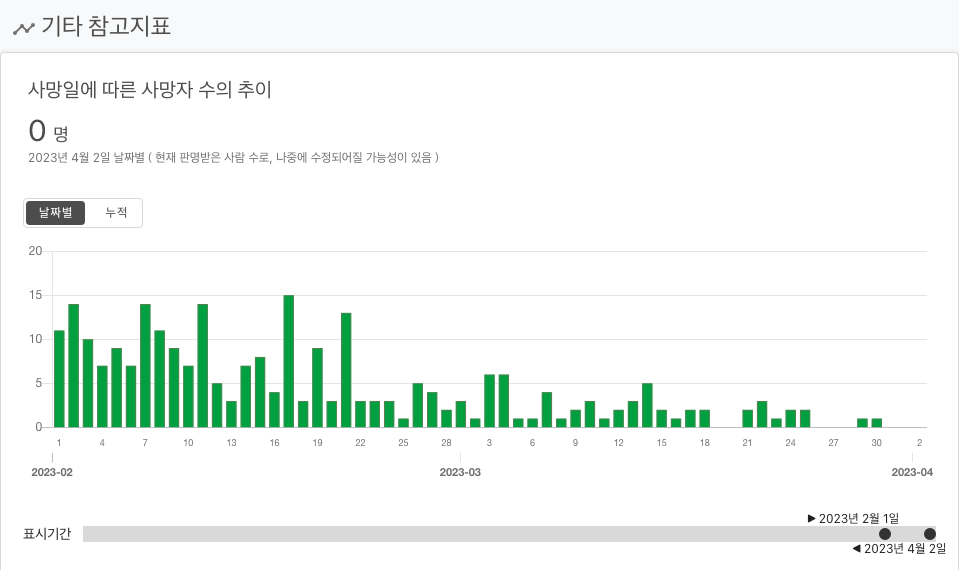 기타 참고지표
사망일에 따른 사망자 수의 추이
0 명
2023년 4월 2일 날짜별 ( 현재 판명받은 사람 수로, 나중에 수정되어질 가능성이 있음 )
날짜별 누적
20
15
10
5
0
1 4 7 10 13 16 19 22 25 28 3 6 9 12 15 18 21 24 27 30 2
2023-02 2023-03 2023-04
▶ 2023년 2월 1일
표시기간
◀ 2023년 4월 2일